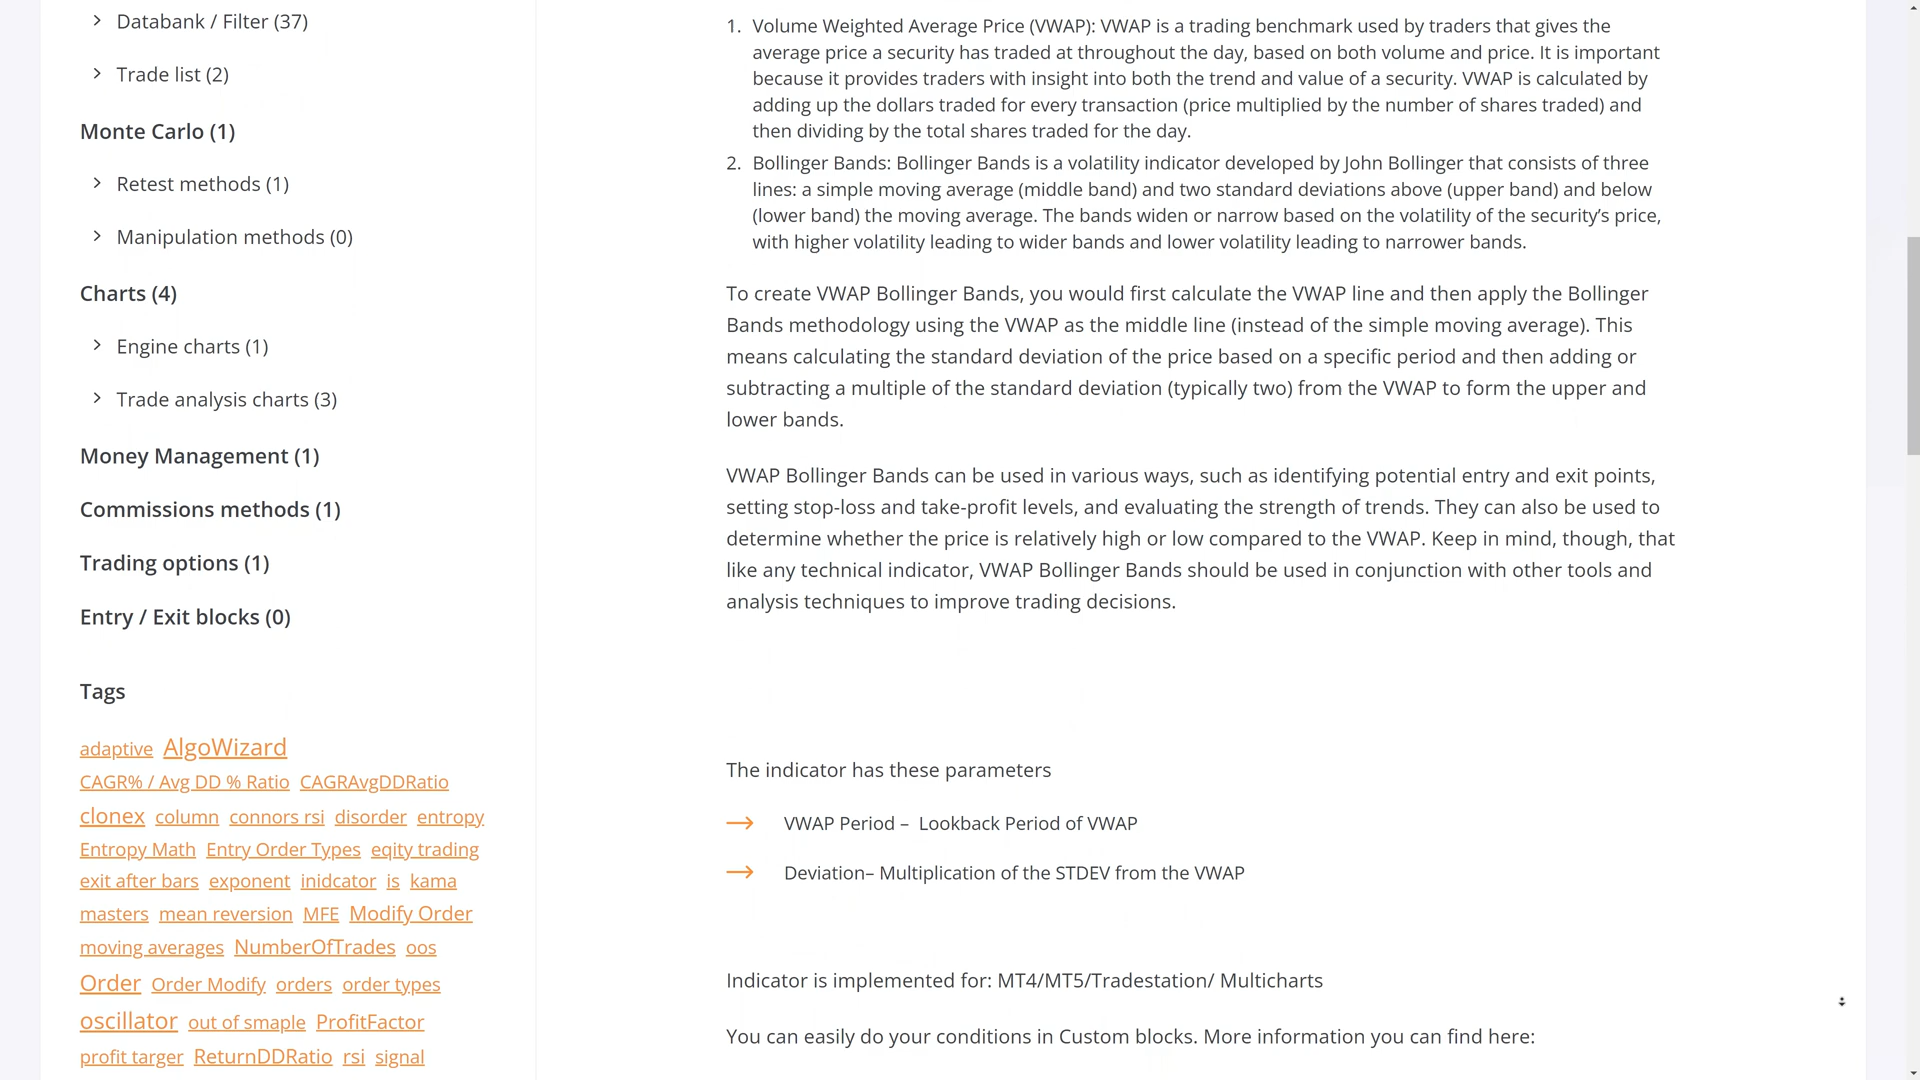 Databank / Filter (37)
Trade list (2)
Monte Carlo (1)
Retest methods (1)
Manipulation methods (0)
Charts (4)
Engine charts (1)
Trade analysis charts (3)
Money Management (1)
Commissions methods (1)
Trading options (1)
Entry / Exit blocks (0)
Tags
adaptive AlgoWizard
CAGR% / Avg DD % Ratio CAGRAvgDDRatio
clonex column connors rsi disorder entropy
Entropy Math Entry Order Types eqity trading
exit after bars exponent inidcator is kama
masters mean reversion MFE Modify Order
moving averages NumberOfTrades oos
Order Order Modify orders order types
oscillator out of smaple ProfitFactor
profit targer ReturnDDRatio rsi signal
1. Volume Weighted Average Price (VWAP): VWAP is a trading benchmark used by traders that gives the
average price a security has traded at throughout the day, based on both volume and price. It is important
because it provides traders with insight into both the trend and value of a security. VWAP is calculated by
adding up the dollars traded for every transaction (price multiplied by the number of shares traded) and
then dividing by the total shares traded for the day.
2. Bollinger Bands: Bollinger Bands is a volatility indicator developed by John Bollinger that consists of three
lines: a simple moving average (middle band) and two standard deviations above (upper band) and below
(lower band) the moving average. The bands widen or narrow based on the volatility of the security’s price,
with higher volatility leading to wider bands and lower volatility leading to narrower bands.
To create VWAP Bollinger Bands, you would first calculate the VWAP line and then apply the Bollinger
Bands methodology using the VWAP as the middle line (instead of the simple moving average). This
means calculating the standard deviation of the price based on a specific period and then adding or
subtracting a multiple of the standard deviation (typically two) from the VWAP to form the upper and
lower bands.
VWAP Bollinger Bands can be used in various ways, such as identifying potential entry and exit points,
setting stop-loss and take-profit levels, and evaluating the strength of trends. They can also be used to
determine whether the price is relatively high or low compared to the VWAP. Keep in mind, though, that
like any technical indicator, VWAP Bollinger Bands should be used in conjunction with other tools and
analysis techniques to improve trading decisions.
The indicator has these parameters
VWAP Period – Lookback Period of VWAP
Deviation– Multiplication of the STDEV from the VWAP
Indicator is implemented for: MT4/MT5/Tradestation/ Multicharts
You can easily do your conditions in Custom blocks. More information you can find here: